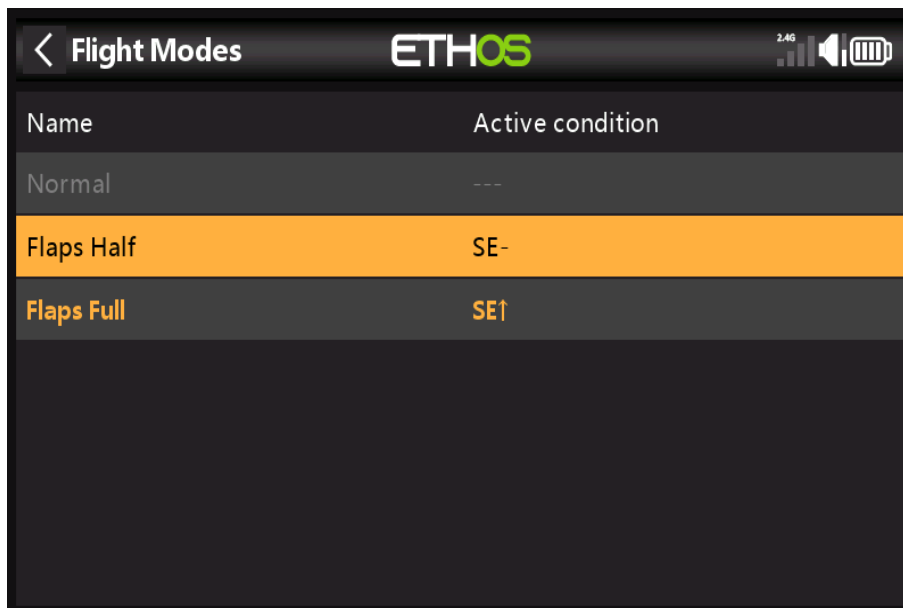 Flight Modes ETHOS 2.4G
Name Active condition
Normal ---
Flaps Half SE-
Flaps Full SE↑